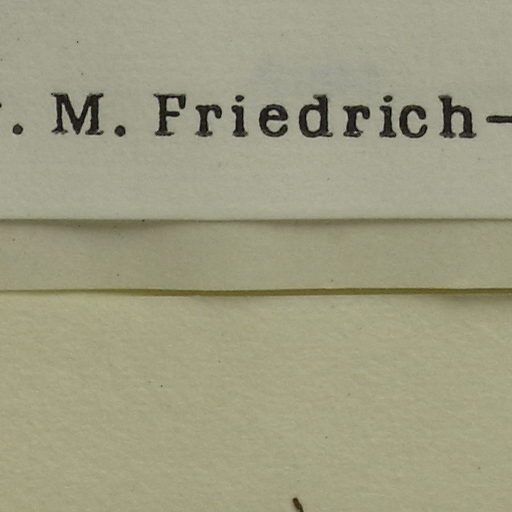 . M. Friedrich-